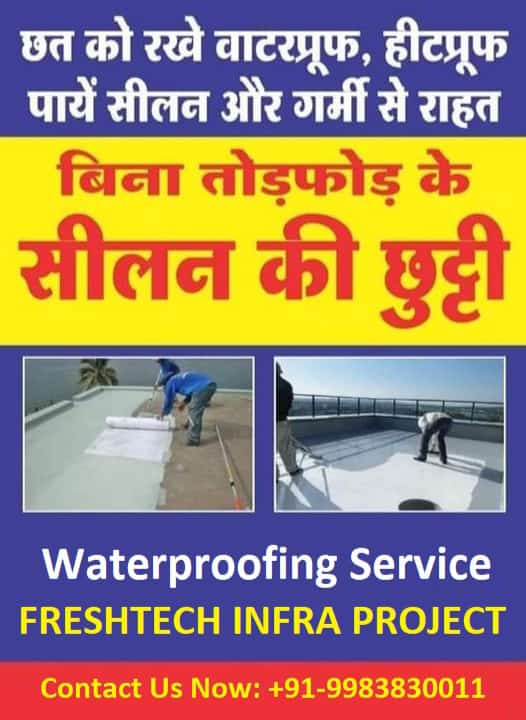 छत को रखे वाटरप्रूफ, हीटप्रूफ
पायें सीलन और गर्मी से राहत
बिना तोड़फोड़ के
सीलन की छुट्टी
Waterproofing Service
FRESHTECH INFRA PROJECT
Contact Us Now: +91-9983830011